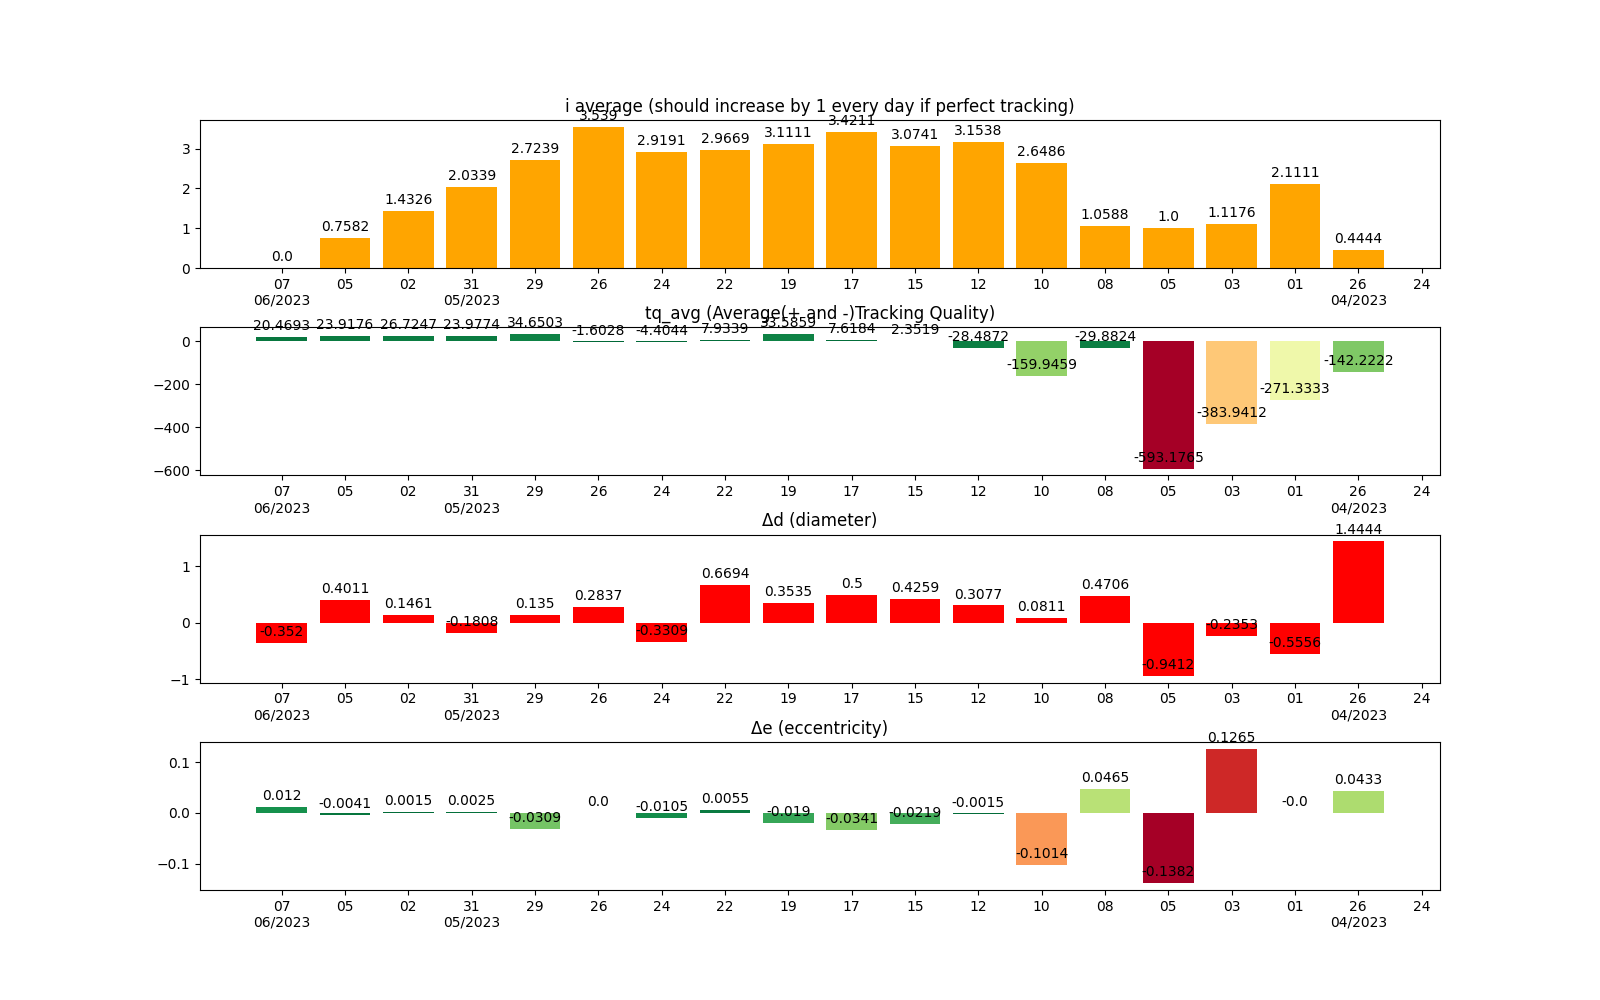 i average (should increase by 1 every day if perfect tracking)
3.539 3.4211
0.0 0.7582 1.4326 2.0339 2.7239 2.9191 2.9669 3.1111 3.0741 3.1538 2.6486 1.0588 1.0 1.1176 2.1111 0.4444
3
2
1
0
07 05 02 31 29 26 24 22 19 17 15 12 10 08 05 03 01 26 24
06/2023 05/2023 04/2023
tq_avg (Average(+ and -)Tracking Quality)
20.4693 23.9176 26.7247 23.9774 34.6503 -1.6028 -4.4044 7.9339 33.5859 7.6184 2.3519 -28.4872 -159.9459 -29.8824 -593.1765 -383.9412 -271.3333 -142.2222
0
−200
−400
−600
07 05 02 31 29 26 24 22 19 17 15 12 10 08 05 03 01 26 24
06/2023 05/2023 04/2023
Δd (diameter)
-0.352 0.4011 0.1461 -0.1808 0.135 0.2837 -0.3309 0.6694 0.3535 0.5 0.4259 0.3077 0.0811 0.4706 -0.9412 -0.2353 -0.5556 1.4444
1
0
−1
07 05 02 31 29 26 24 22 19 17 15 12 10 08 05 03 01 26 24
06/2023 05/2023 04/2023
Δe (eccentricity)
0.012 -0.0041 0.0015 0.0025 -0.0309 0.0 -0.0105 0.0055 -0.019 -0.0341 -0.0219 -0.0015 -0.1014 0.0465 -0.1382 0.1265 -0.0 0.0433
0.1
0.0
−0.1
07 05 02 31 29 26 24 22 19 17 15 12 10 08 05 03 01 26 24
06/2023 05/2023 04/2023